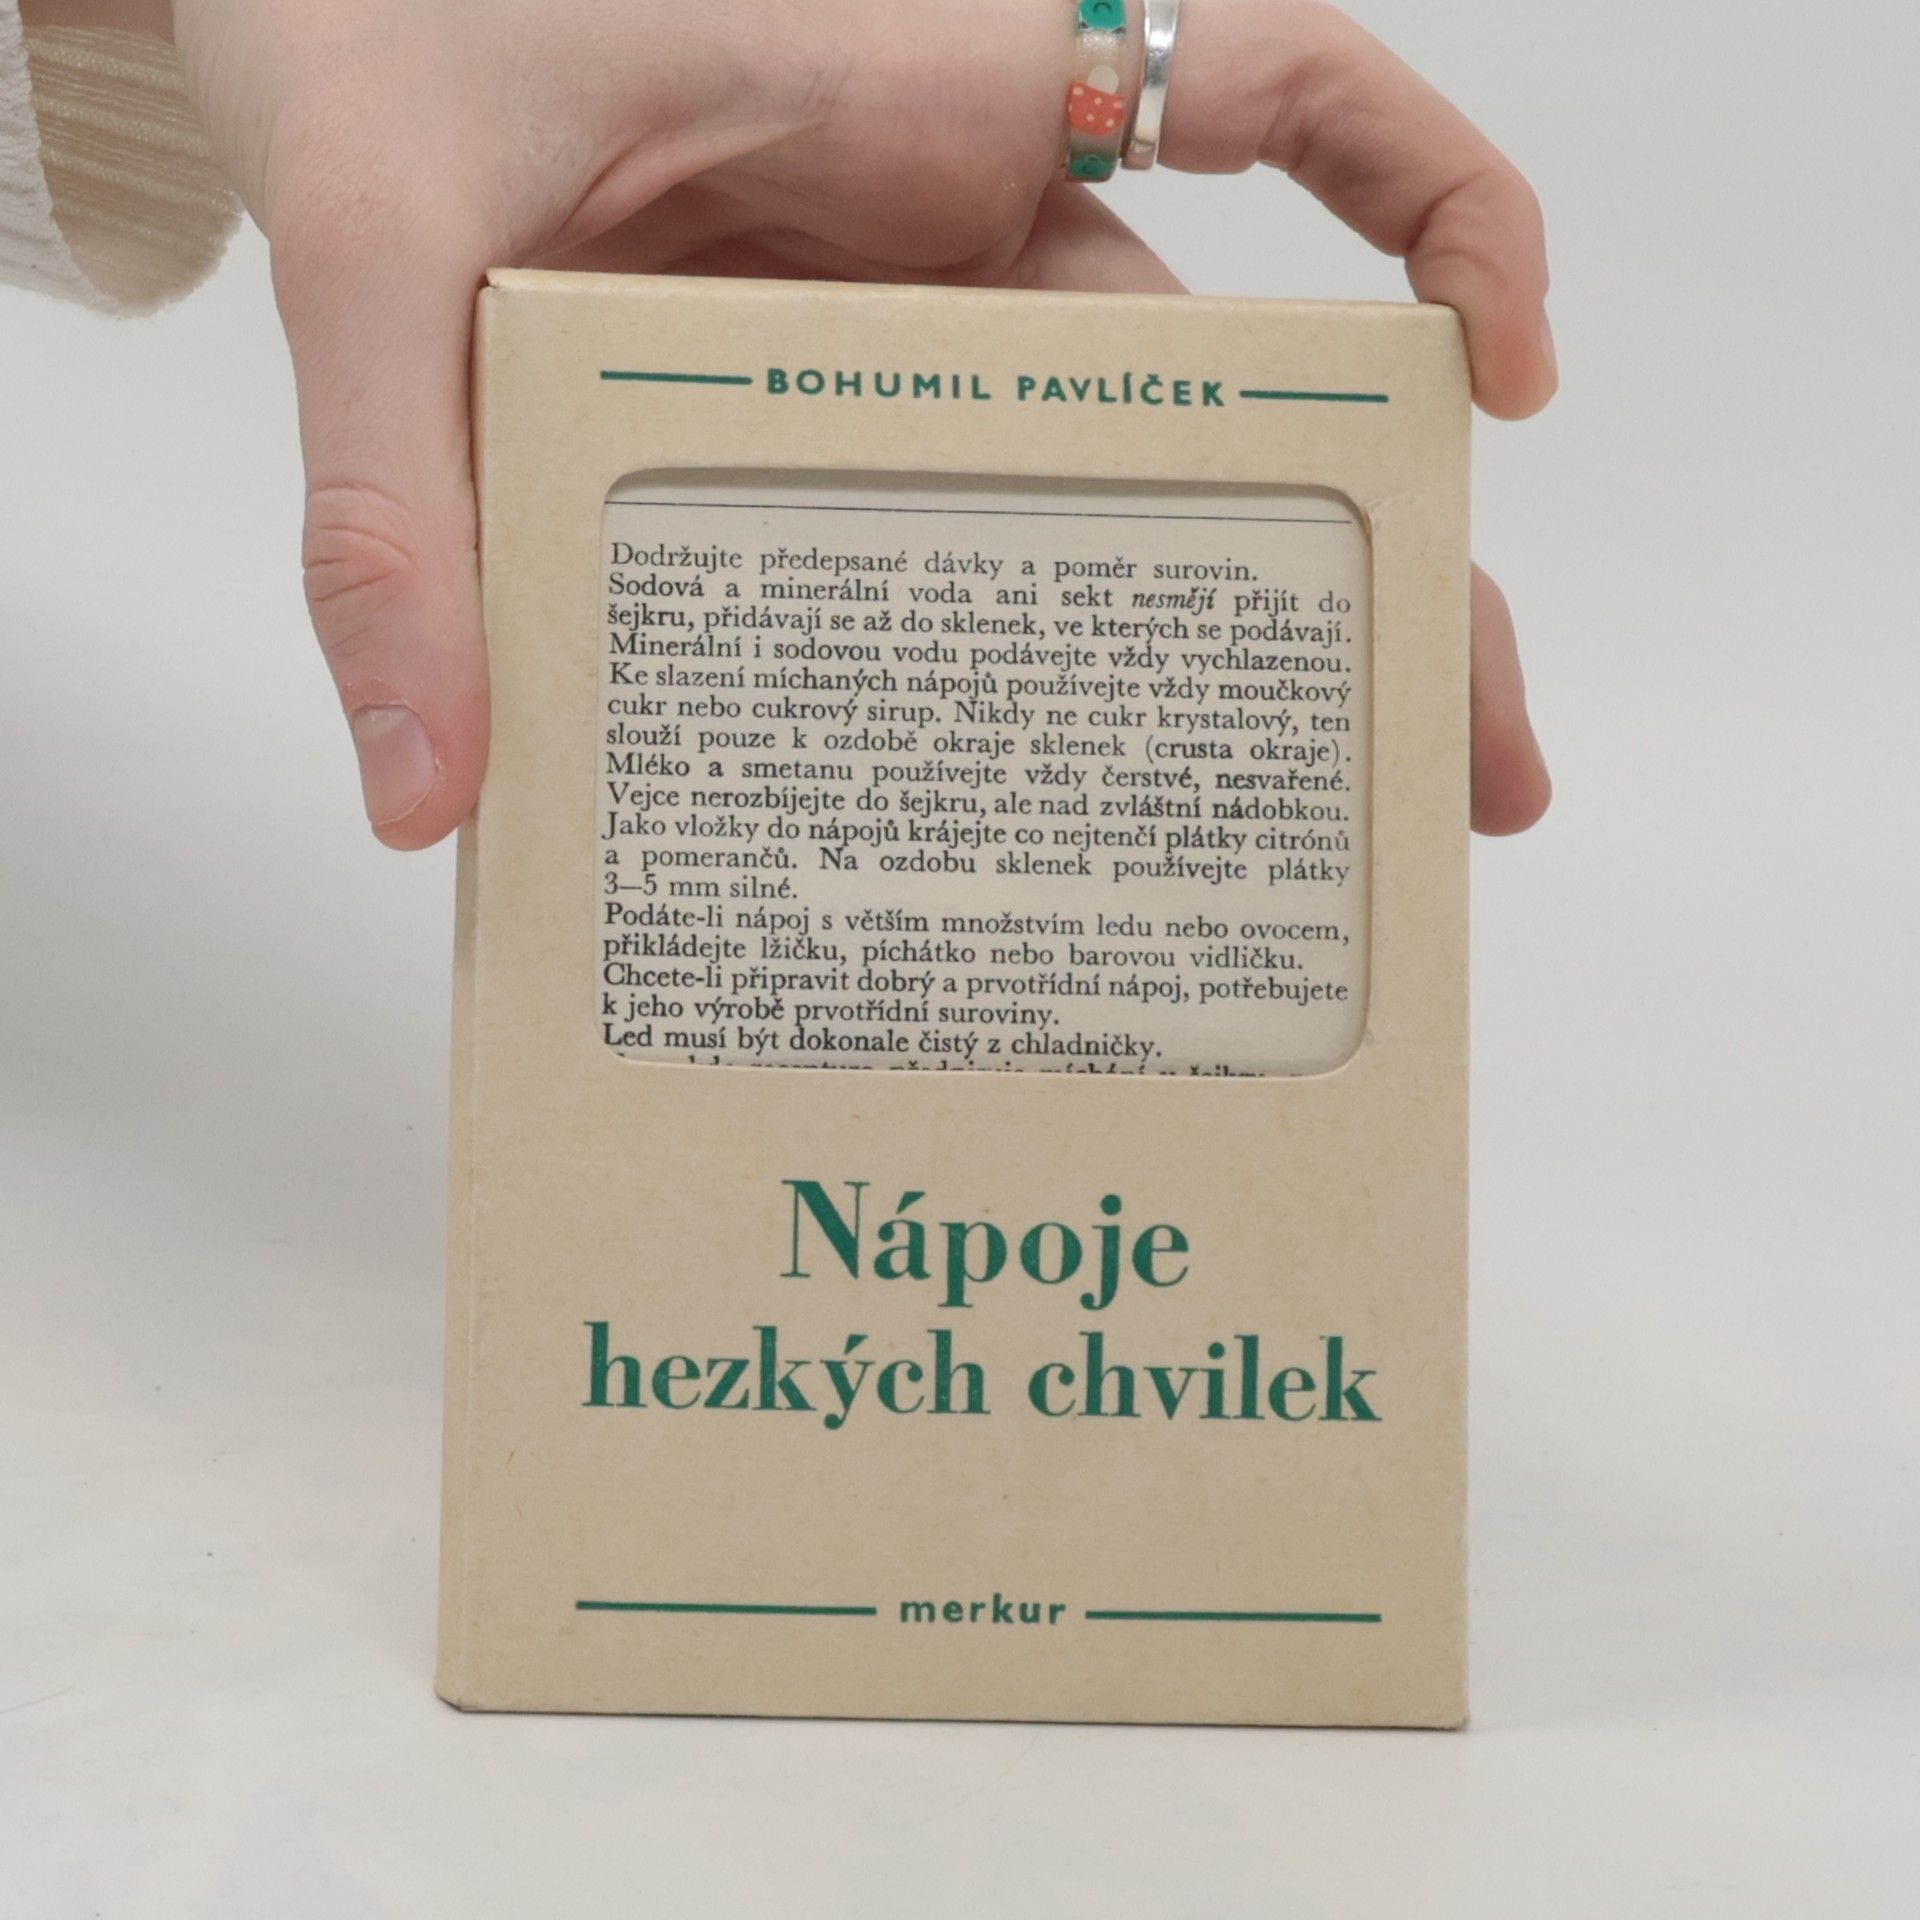 BOHUMIL PAVLÍČEK
Dodržujte předepsané dávky a poměr surovin.
Sodová a minerální voda ani sekt nesmějí přijít do
šejkru, přidávají se až do sklenek, ve kterých se podávají.
Minerální i sodovou vodu podávejte vždy vychlazenou.
Ke slazení míchaných nápojů používejte vždy moučkový
cukr nebo cukrový sirup. Nikdy ne cukr krystalový, ten
slouží pouze k ozdobě okraje sklenek (crusta okraje).
Mléko a smetanu používejte vždy čerstvé, nesvařené.
Vejce nerozbíjejte do šejkru, ale nad zvláštní nádobkou.
Jako vložky do nápojů krájejte co nejtenčí plátky citrónů
a pomerančů. Na ozdobu sklenek používejte plátky
3—5 mm silné.
Podáte-li nápoj s větším množstvím ledu nebo ovocem,
přikládejte lžičku, píchátko nebo barovou vidličku.
Chcete-li připravit dobrý a prvotřídní nápoj, potřebujete
k jeho výrobě prvotřídní suroviny.
Led musí být dokonale čistý z chladničky.
Nápoje
hezkých chvilek
merkur